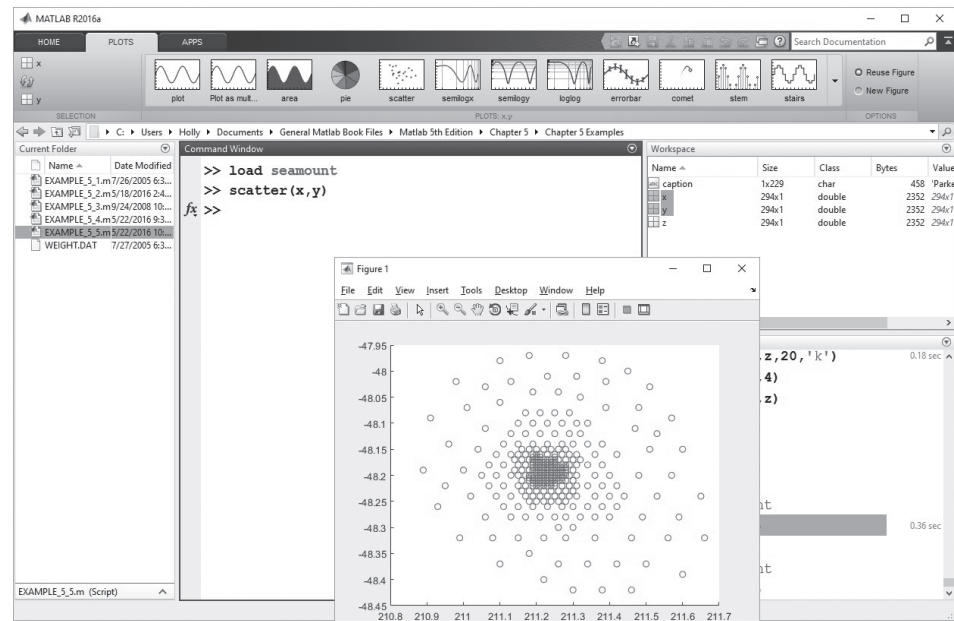 MATLAB R2016a
HOME PLOTS APPS
Search Documentation
x
y
plot Plot as mult... area pie scatter semilogx semilogy loglog errorbar comet stem stairs
Reuse Figure
New Figure
SELECTION PLOTS: x,y OPTIONS
C: Users Holly Documents General Matlab Book Files Matlab 5th Edition Chapter 5 Chapter 5 Examples
Current Folder
Name Date Modified
EXAMPLE_5_1.m 7/26/2005 6:3...
EXAMPLE_5_2.m 5/18/2016 2:4...
EXAMPLE_5_3.m 9/24/2008 10:...
EXAMPLE_5_4.m 5/22/2016 9:3...
EXAMPLE_5_5.m 5/22/2016 10:...
WEIGHT.DAT 7/27/2005 6:3...
EXAMPLE_5_5.m (Script)
Command Window
>> load seamount
>> scatter(x,y)
fx >>
Workspace
Name Size Class Bytes Value
caption 1x229 char 458 'Parke
x 294x1 double 2352 294x1
y 294x1 double 2352 294x1
z 294x1 double 2352 294x1
z,20,'k') 0.18 sec
,4)
,z)
nt
0.36 sec
nt
Figure 1
File Edit View Insert Tools Desktop Window Help
-47.95
-48
-48.05
-48.1
-48.15
-48.2
-48.25
-48.3
-48.35
-48.4
-48.45
210.8 210.9 211 211.1 211.2 211.3 211.4 211.5 211.6 211.7